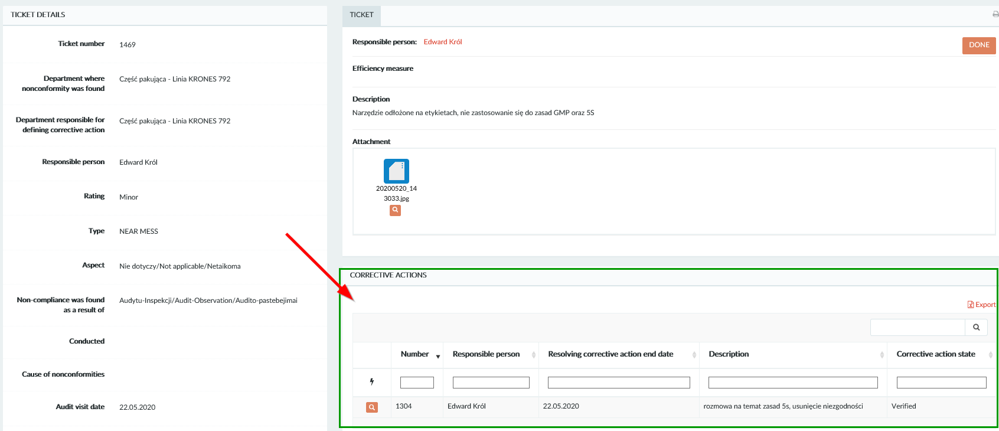 TICKET DETAILS
Ticket number 1469
Department where
nonconformity was found
Część pakująca - Linia KRONES 792
Department responsible for
defining corrective action
Część pakująca - Linia KRONES 792
Responsible person Edward Król
Rating Minor
Type NEAR MESS
Aspect Nie dotyczy/Not applicable/Netaikoma
Non-compliance was found
as a result of
Audytu-Inspekcji/Audit-Observation/Audito-pastebejimai
Conducted
Cause of nonconformities
Audit visit date 22.05.2020
TICKET
Responsible person: Edward Król
DONE
Efficiency measure
Description
Narzędzie odłożone na etykietach, nie zastosowanie się do zasad GMP oraz 5S
Attachment
20200520_14
3033.jpg
CORRECTIVE ACTIONS
Export
Number Responsible person Resolving corrective action end date Description Corrective action state
1304 Edward Król 22.05.2020 rozmowa na temat zasad 5s, usunięcie niezgodności Verified